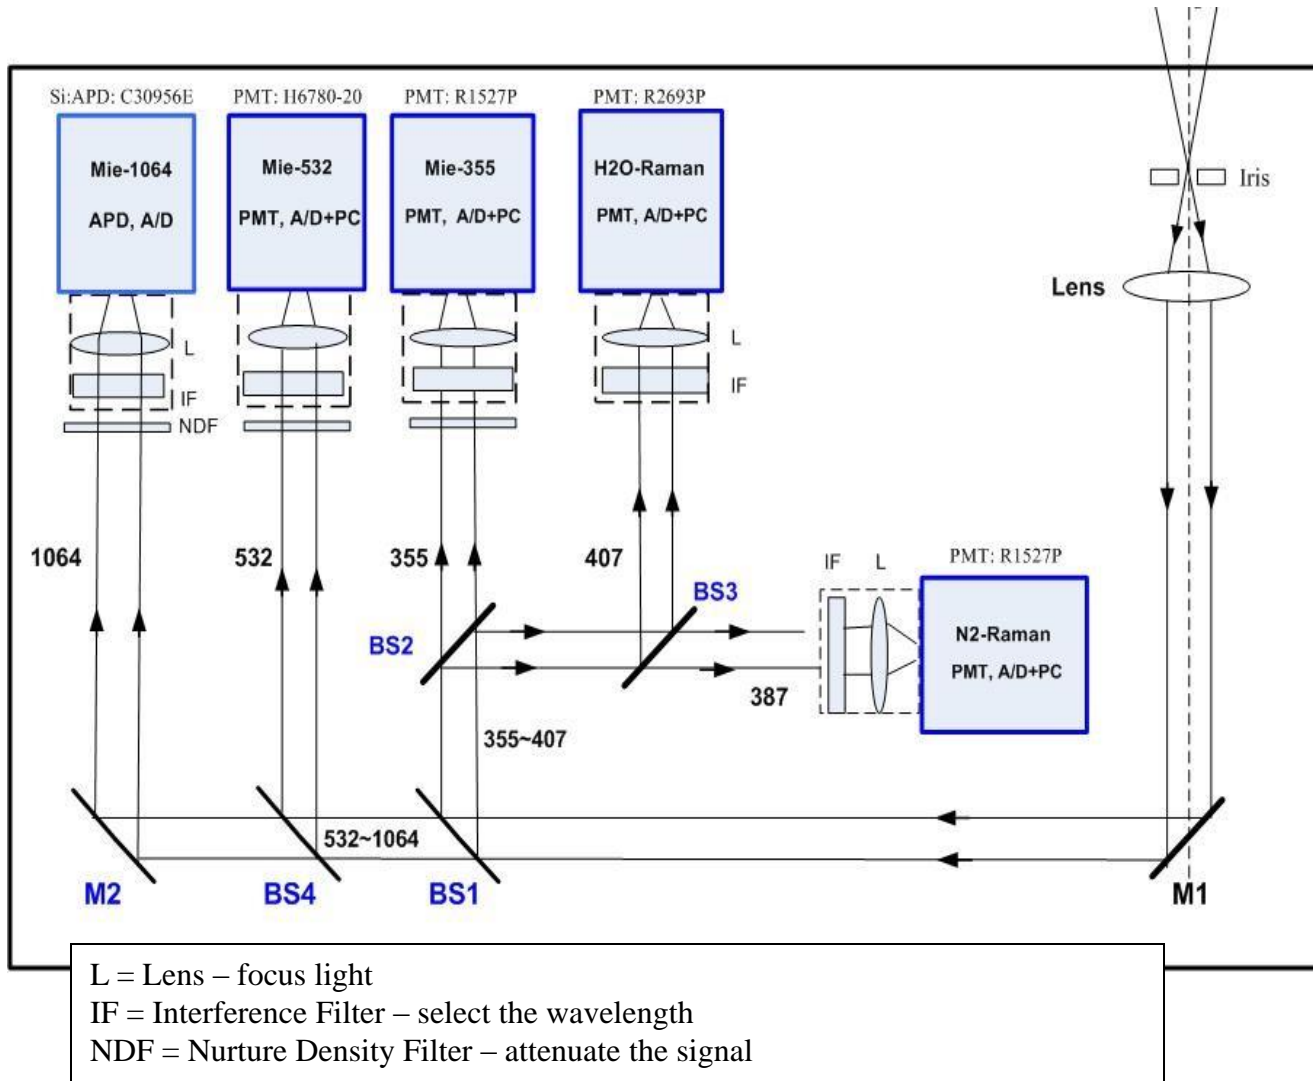 Si:APD: C30956E
PMT: H6780-20
PMT: R1527P
PMT: R2693P
Mie-1064
APD, A/D
Mie-532
PMT, A/D+PC
Mie-355
PMT, A/D+PC
H2O-Raman
PMT, A/D+PC
Iris
Lens
L
L
IF
IF
NDF
1064
532
355
407
IF
L
PMT: R1527P
BS3
BS2
N2-Raman
PMT, A/D+PC
387
355~407
532~1064
M2
BS4
BS1
M1
L = Lens – focus light
IF = Interference Filter – select the wavelength
NDF = Nurture Density Filter – attenuate the signal